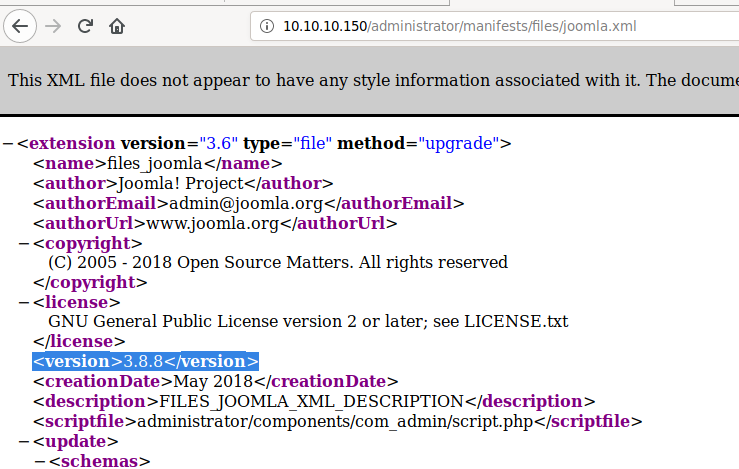 10.10.10.150/administrator/manifests/files/joomla.xml
This XML file does not appear to have any style information associated with it. The docume
−<extension version="3.6" type="file" method="upgrade">
<name>files_joomla</name>
<author>Joomla! Project</author>
<authorEmail>admin@joomla.org</authorEmail>
<authorUrl>www.joomla.org</authorUrl>
−<copyright>
(C) 2005 - 2018 Open Source Matters. All rights reserved
</copyright>
−<license>
GNU General Public License version 2 or later; see LICENSE.txt
</license>
<version>3.8.8</version>
<creationDate>May 2018</creationDate>
<description>FILES_JOOMLA_XML_DESCRIPTION</description>
<scriptfile>administrator/components/com_admin/script.php</scriptfile>
−<update>
−<schemas>